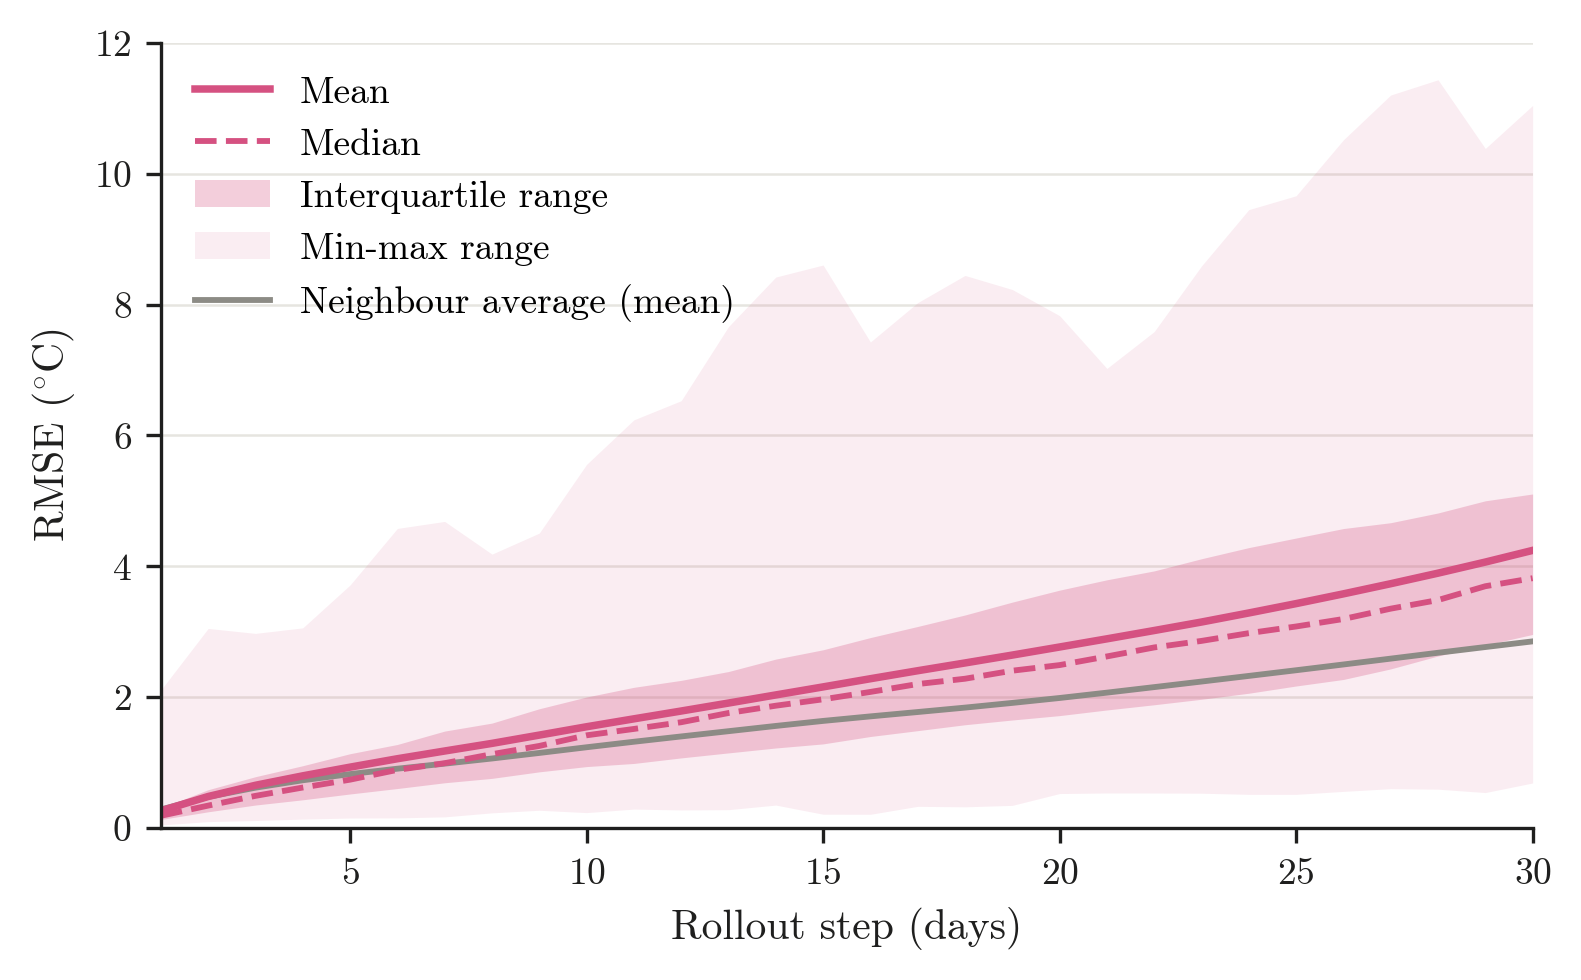 12
10
8
6
4
2
0
RMSE (°C)
Mean
Median
Interquartile range
Min-max range
Neighbour average (mean)
5 10 15 20 25 30
Rollout step (days)